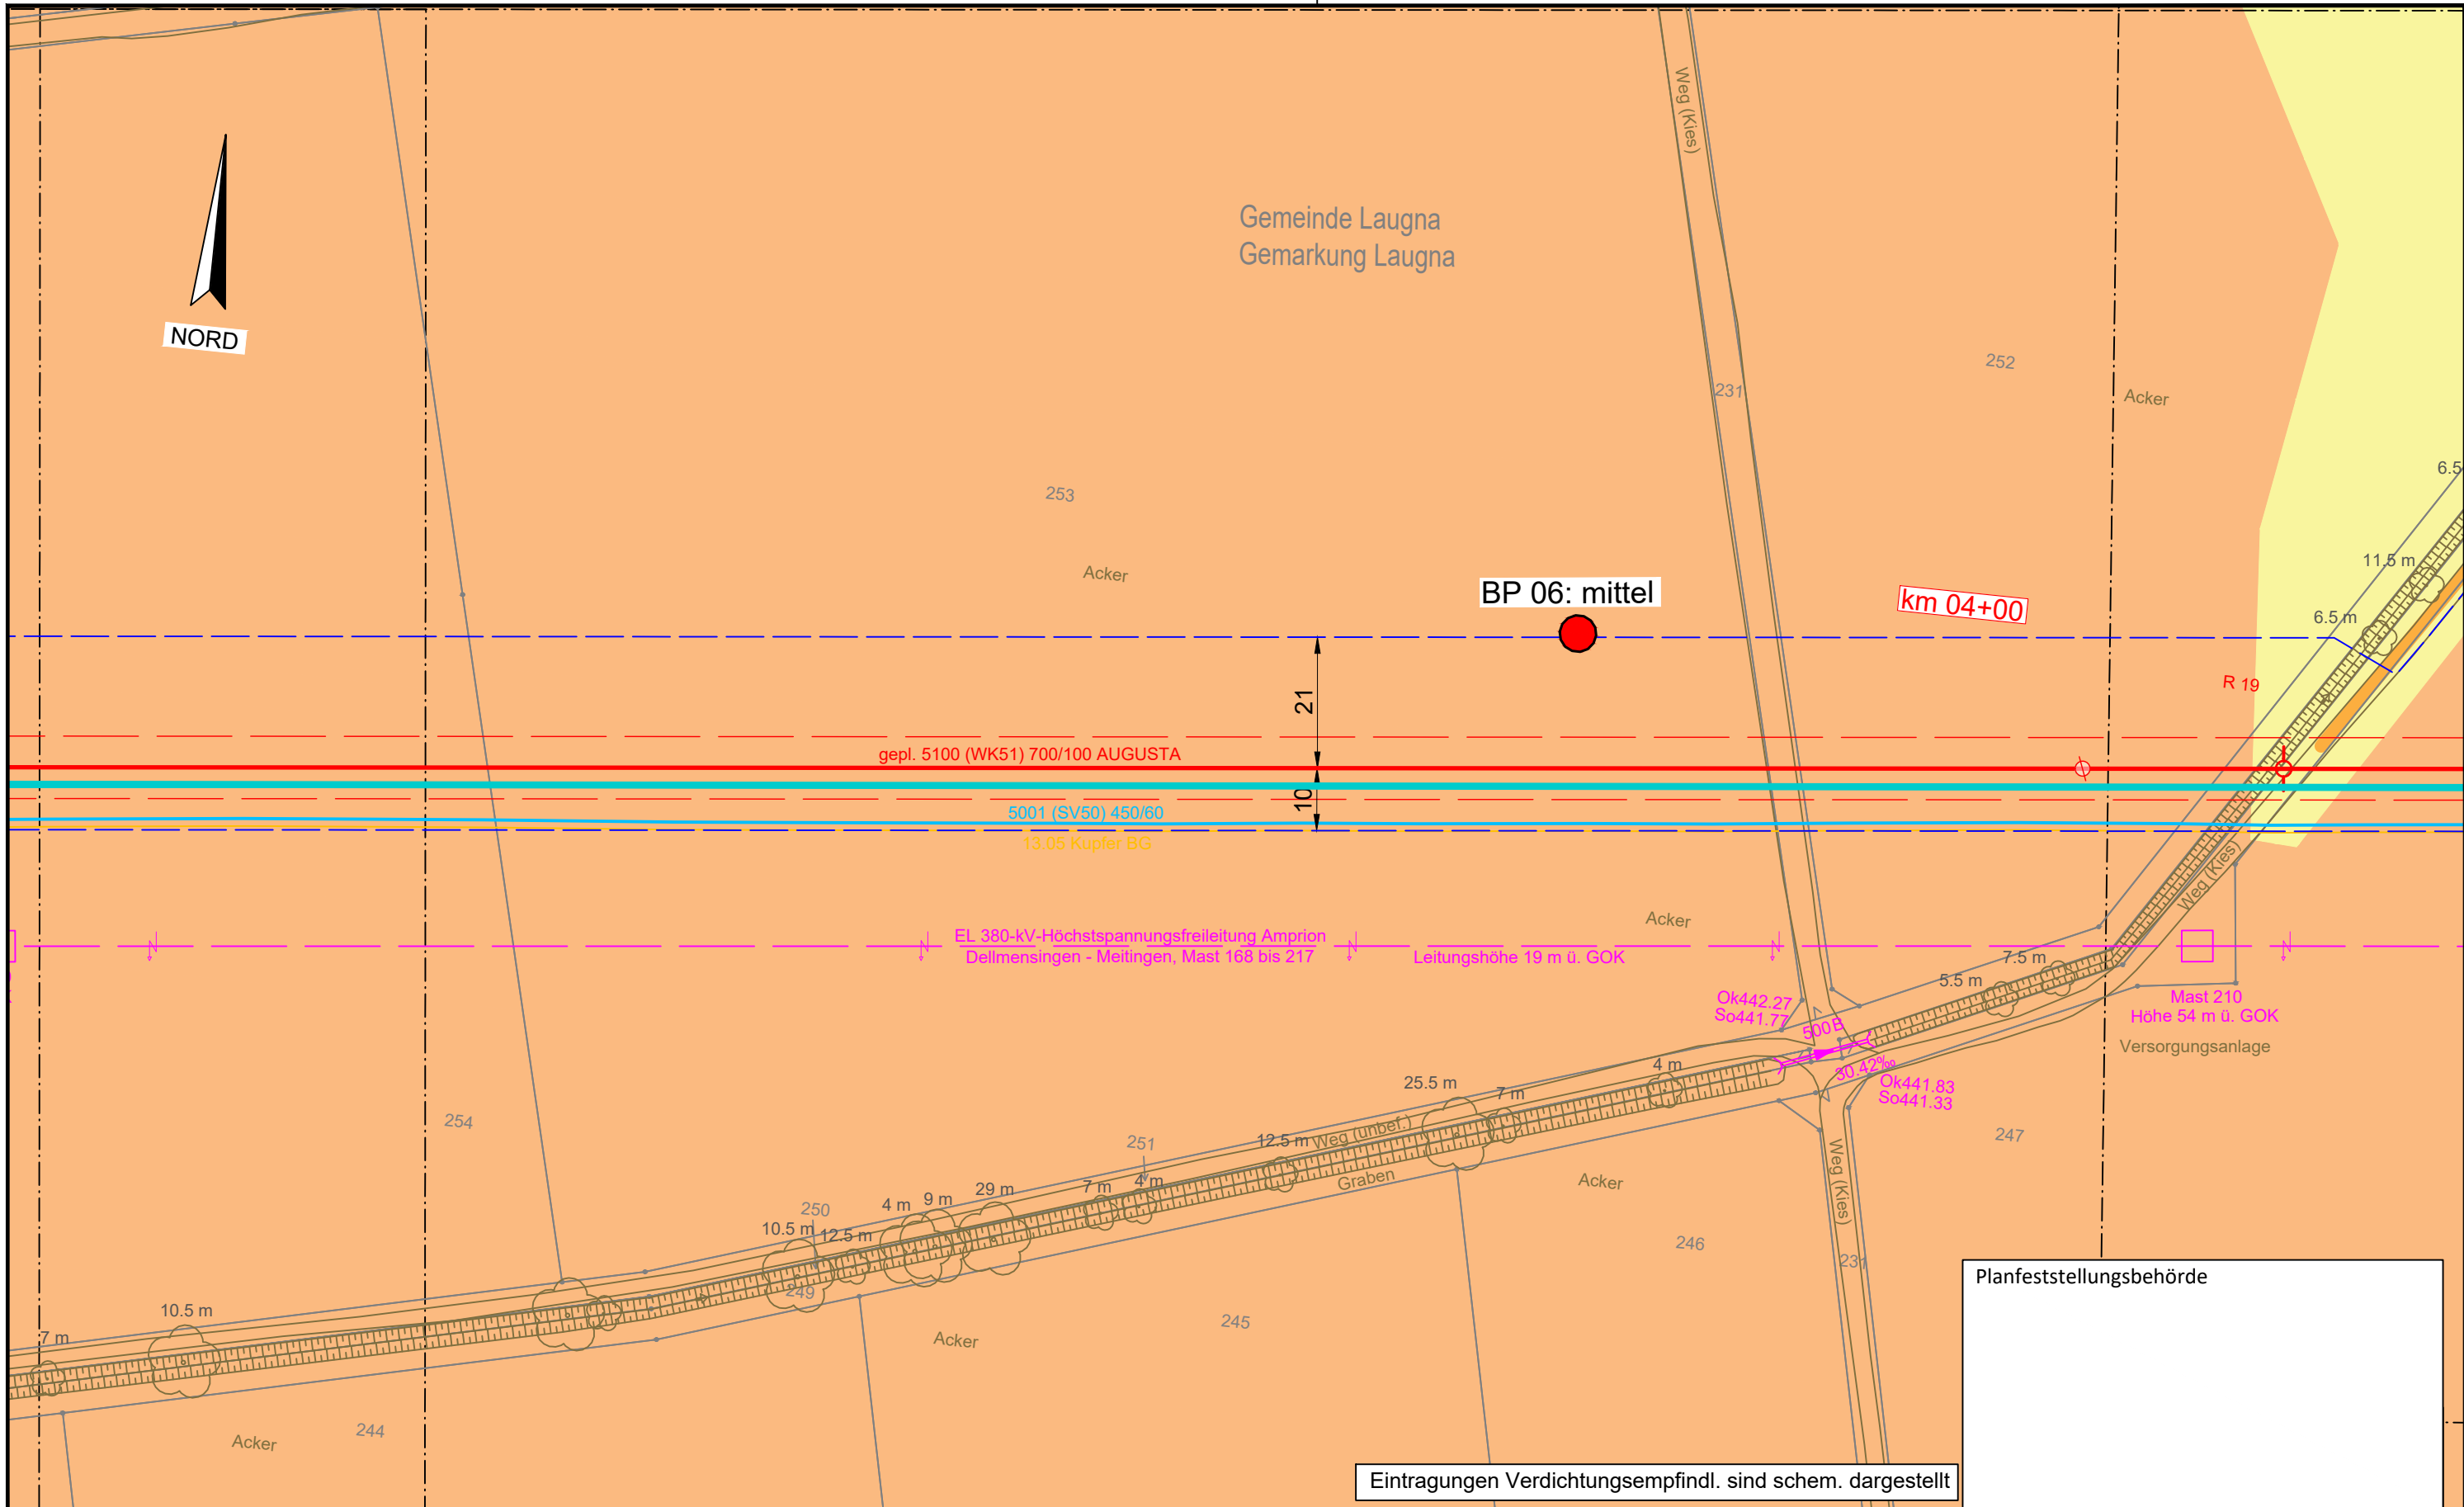 Weg (Kies)
Gemeinde Laugna
Gemarkung Laugna
NORD
252
231
Acker
6.5
253
11.5 m
Acker
BP 06: mittel
km 04+00
6.5 m
R 19
21
gepl. 5100 (WK51) 700/100 AUGUSTA
10
5001 (SV50) 450/60
13.05 Kupfer BG
Weg (Kies)
Acker
EL 380-kV-Höchstspannungsfreileitung Amprion
Dellmensingen - Meitingen, Mast 168 bis 217
Leitungshöhe 19 m ü. GOK
7.5 m
5.5 m
Ok442.27
So441.77
500 B
Mast 210
Höhe 54 m ü. GOK
Versorgungsanlage
30.42‰
Ok441.83
So441.33
4 m
25.5 m
7 m
254
251
12.5 m
Weg (unbef.)
247
Weg (Kies)
Graben
Acker
7 m
4 m
29 m
9 m
4 m
250
10.5 m
12.5 m
246
231
249
245
Acker
10.5 m
7 m
244
Acker
Planfeststellungsbehörde
Eintragungen Verdichtungsempfindl. sind schem. dargestellt